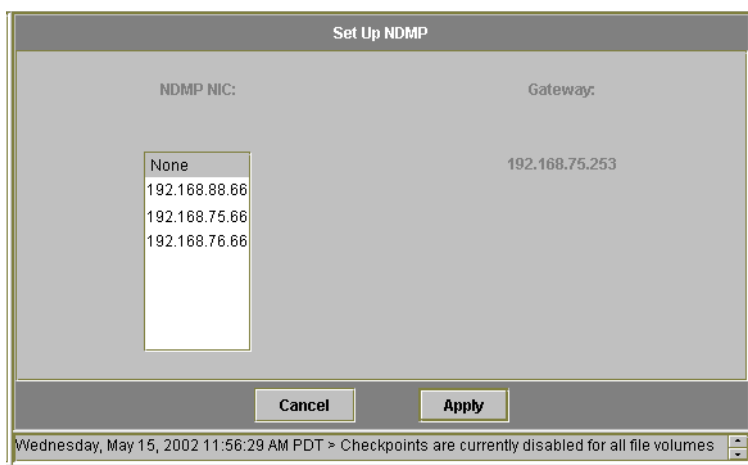 Set Up NDMP
NDMP NIC:
Gateway:
None
192.168.88.66
192.168.75.66
192.168.76.66
192.168.75.253
Cancel
Apply
Wednesday, May 15, 2002 11:56:29 AM PDT > Checkpoints are currently disabled for all file volumes